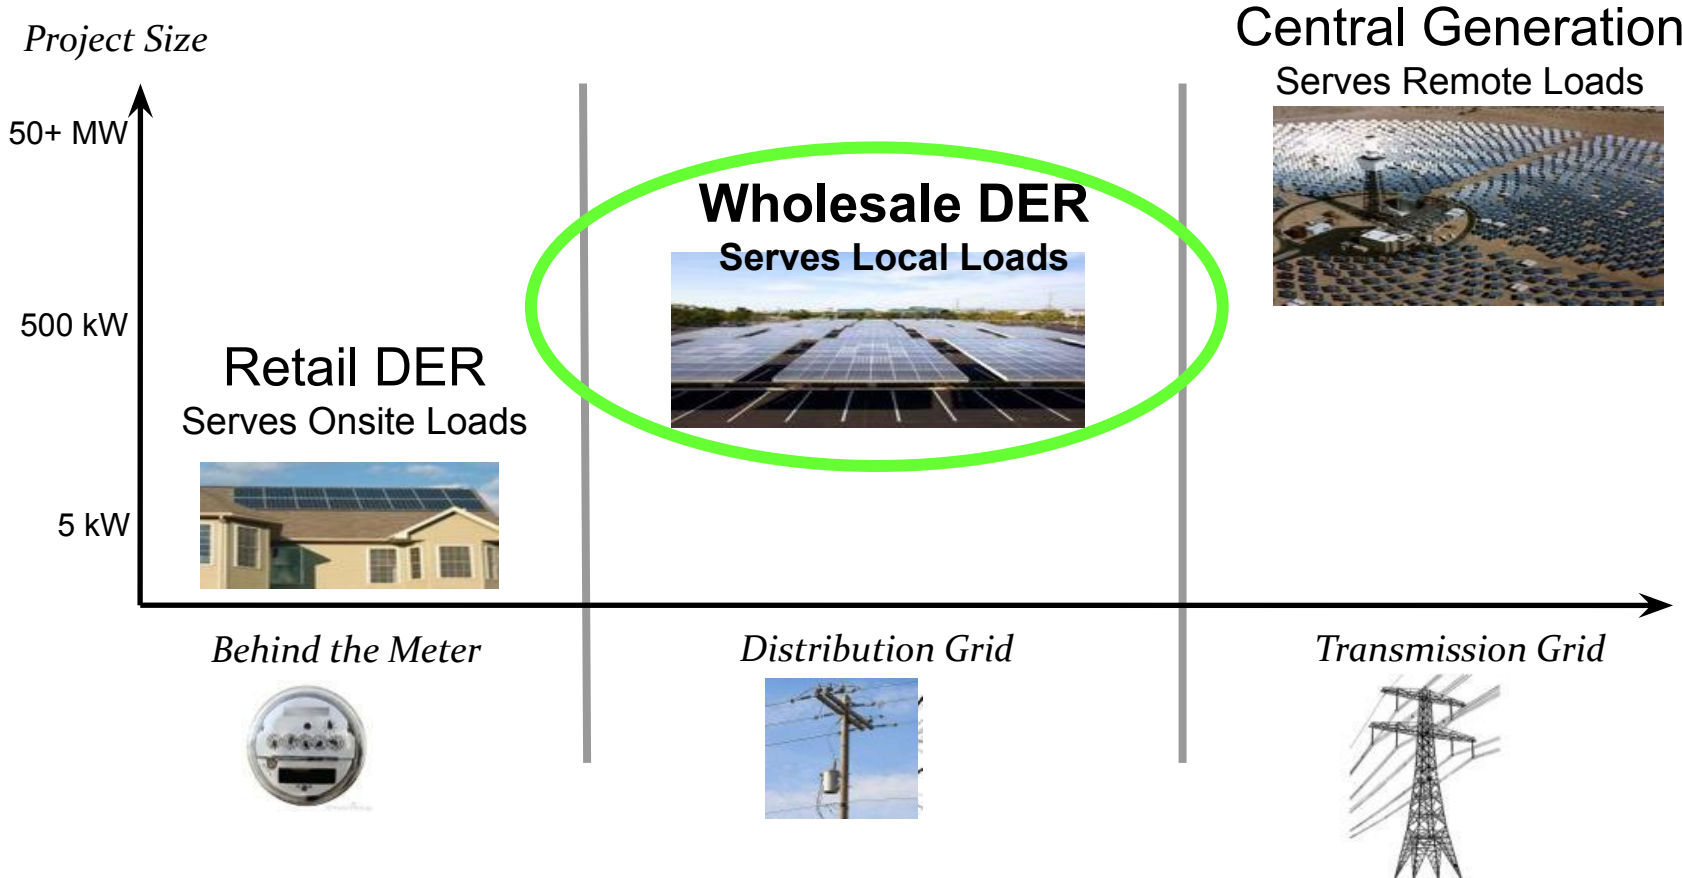 Project Size
Central Generation
Serves Remote Loads
50+ MW
Wholesale DER
Serves Local Loads
500 kW
Retail DER
Serves Onsite Loads
5 kW
Behind the Meter
Distribution Grid
Transmission Grid